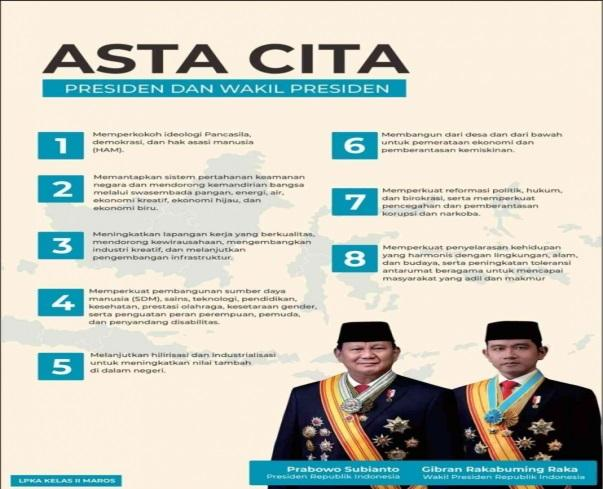 ASTA CITA
PRESIDEN DAN WAKIL PRESIDEN
1
Memperkokoh ideologi Pancasila,
demokrasi, dan hak asasi manusia
(HAM).
2
Memantapkan sistem pertahanan keamanan
negara dan mendorong kemandirian bangsa
melalui swasembada pangan, energi, air,
ekonomi kreatif, ekonomi hijau, dan
ekonomi biru.
3
Meningkatkan lapangan kerja yang berkualitas,
mendorong kewirausahaan, mengembangkan
industri kreatif, dan melanjutkan
pengembangan infrastruktur.
4
Memperkuat pembangunan sumber daya
manusia (SDM), sains, teknologi, pendidikan,
kesehatan, prestasi olahraga, kesetaraan gender,
serta penguatan peran perempuan, pemuda,
dan penyandang disabilitas.
5
Melanjutkan hilirisasi dan Industrialisasi
untuk meningkatkan nilai tambah
di dalam negeri.
6
Membangun dari desa dan dari bawah
untuk pemerataan ekonomi dan
pemberantasan kemiskinan.
7
Memperkuat reformasi politik, hukum,
dan birokrasi, serta memperkuat
pencegahan dan pemberantasan
korupsi dan narkoba.
8
Memperkuat penyelarasan kehidupan
yang harmonis dengan lingkungan, alam,
dan budaya, serta peningkatan toleransi
antarumat beragama untuk mencapai
masyarakat yang adil dan makmur
Prabowo Subianto
Presiden Republik Indonesia
Gibran Rakabuming Raka
Wakil Presiden Republik Indonesia
LPKA KELAS II MAROS